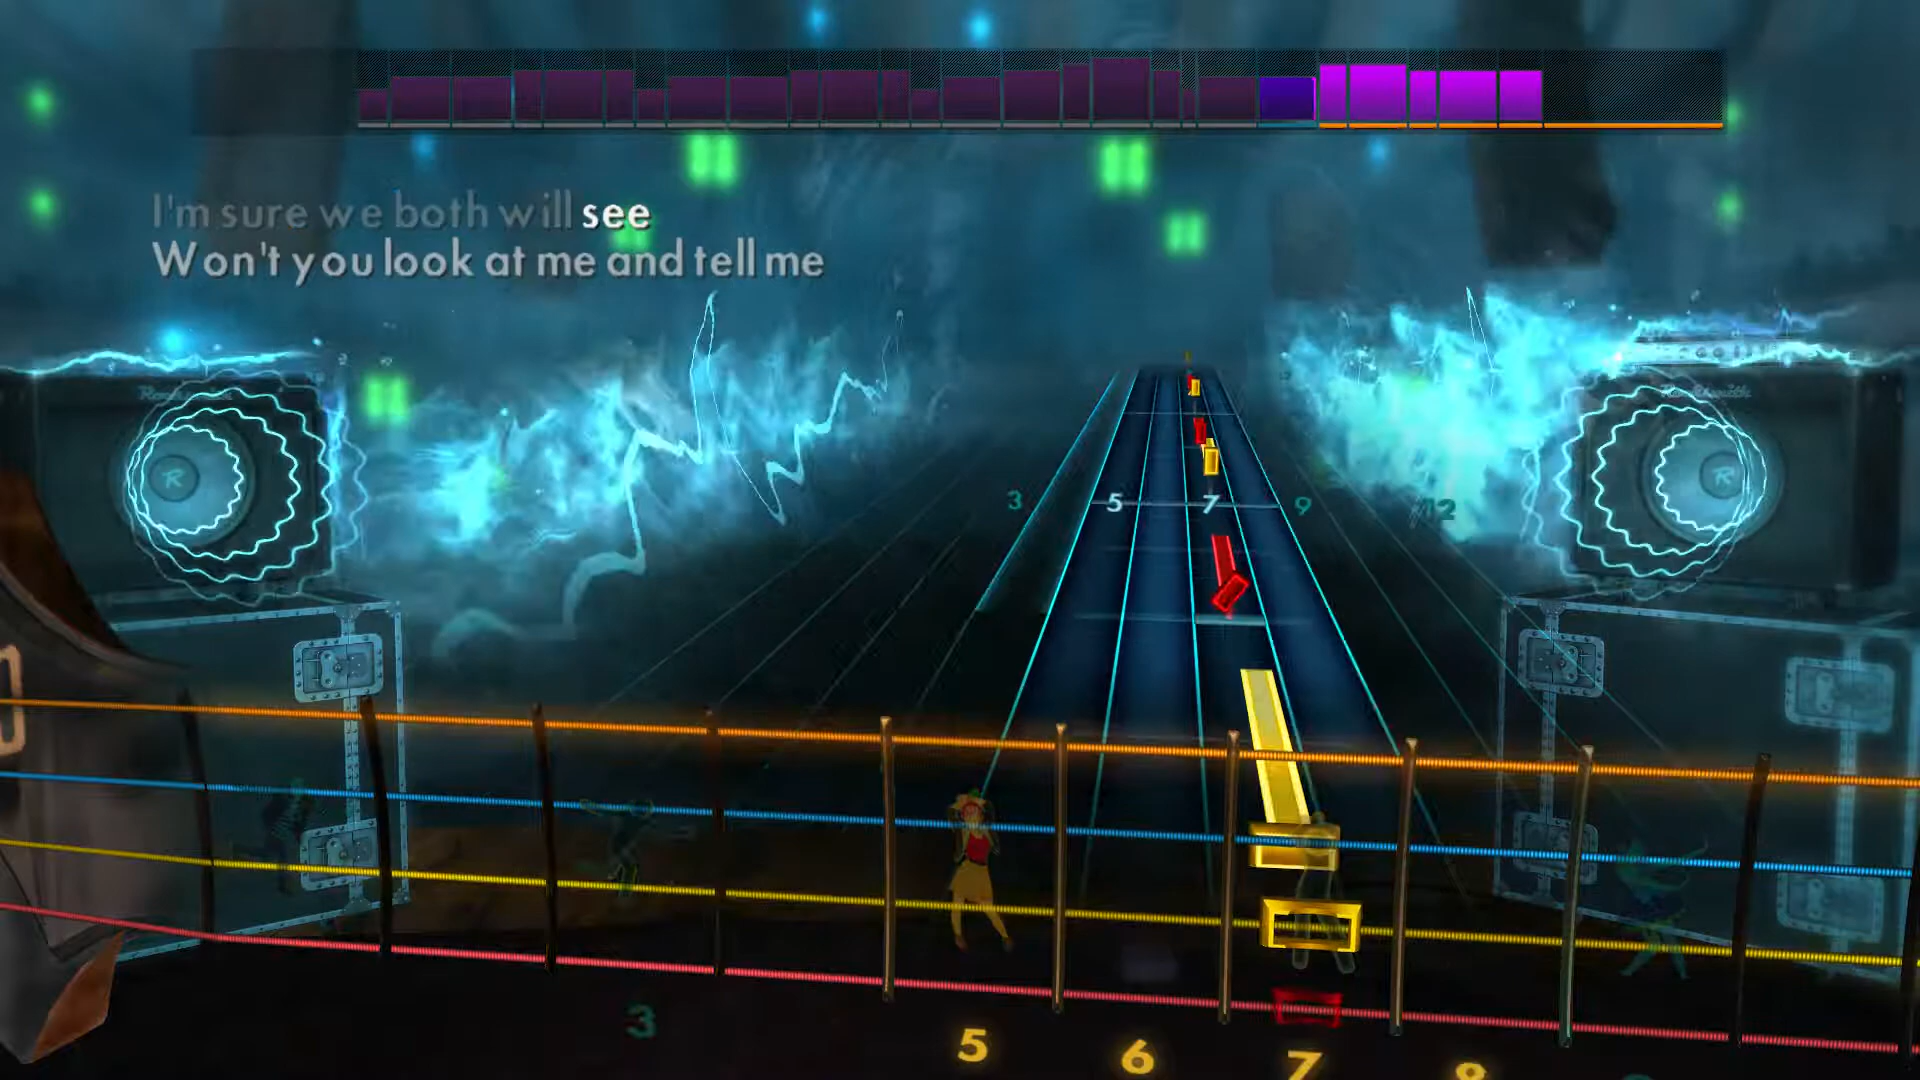 I'm sure we both will see
Won't you look at me and tell me
3 5 7 9 12
R
R
3 5 6 7